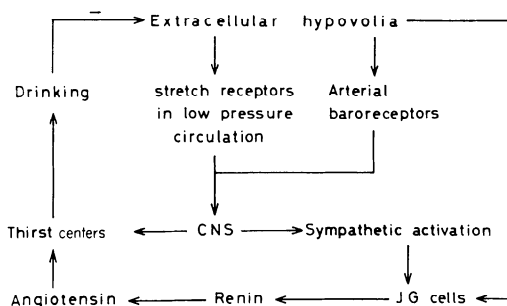 –
Extracellular hypovolia
Drinking
stretch receptors
in low pressure
circulation
Arterial
baroreceptors
Thirst centers
CNS
Sympathetic activation
Angiotensin
Renin
JG cells